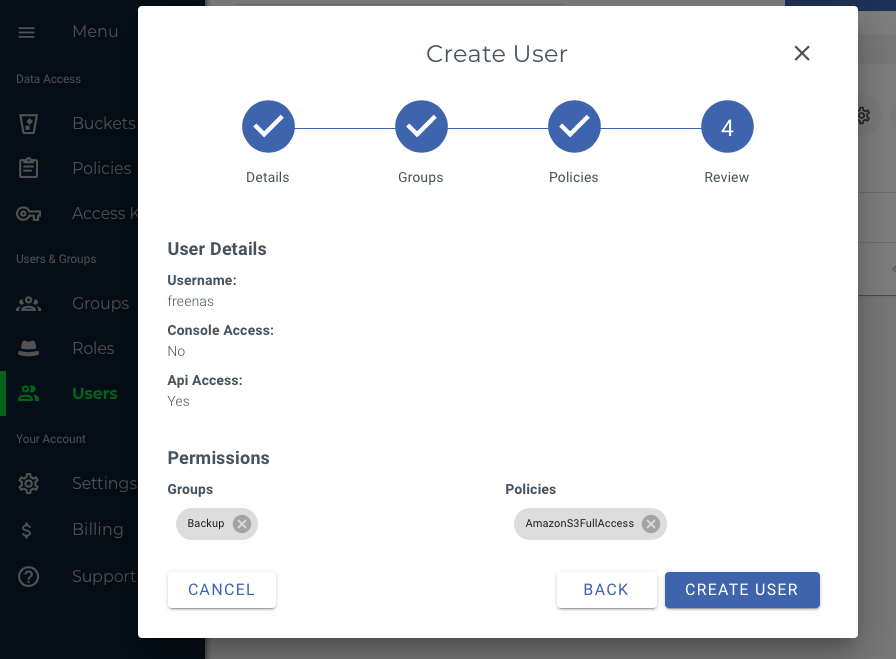 Menu
Data Access
Buckets
Policies
Access K
Users & Groups
Groups
Roles
Users
Your Account
Settings
Billing
Support
Create User
4
Details Groups Policies Review
User Details
Username:
freenas
Console Access:
No
Api Access:
Yes
Permissions
Groups Policies
Backup AmazonS3FullAccess
CANCEL BACK CREATE USER